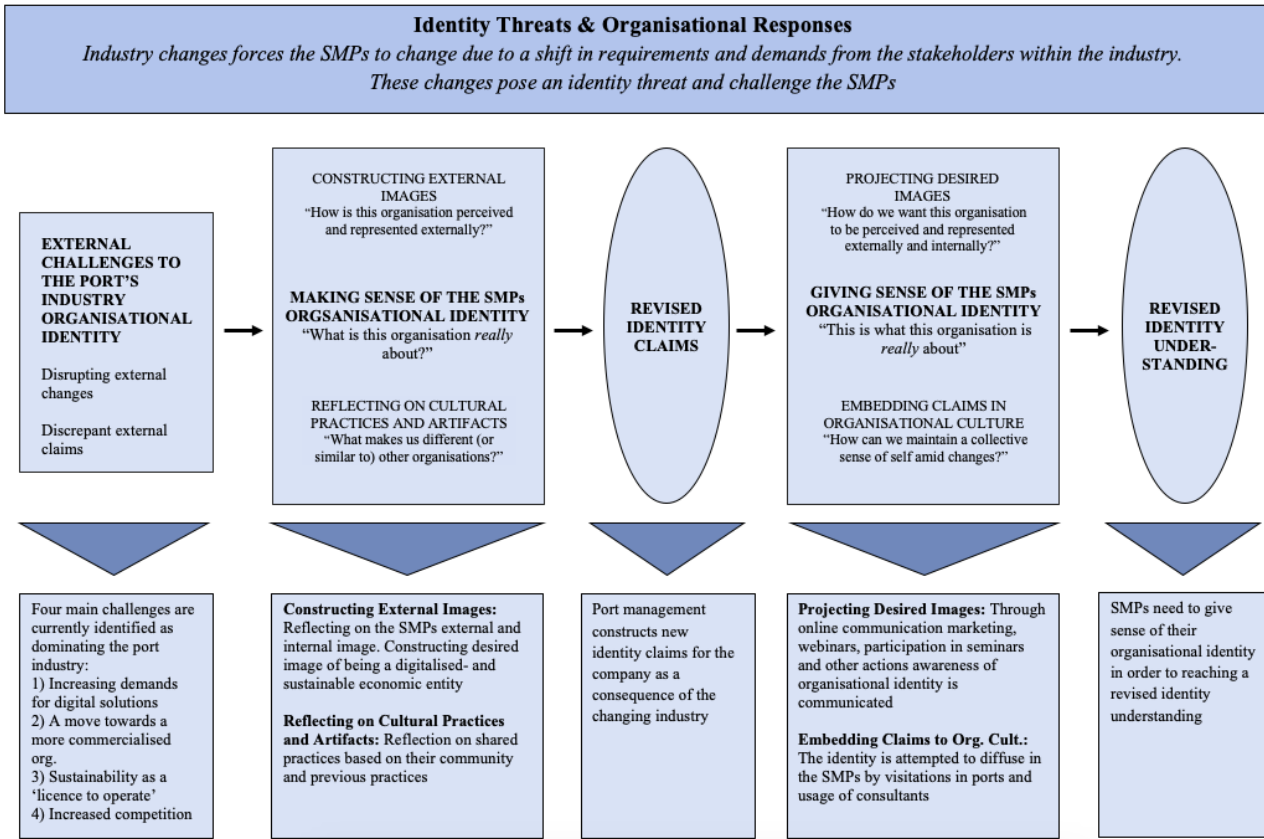 Identity Threats & Organisational Responses
Industry changes forces the SMPs to change due to a shift in requirements and demands from the stakeholders within the industry.
These changes pose an identity threat and challenge the SMPs
EXTERNAL
CHALLENGES TO
THE PORT'S
INDUSTRY
ORGANISATIONAL
IDENTITY
Disrupting external
changes
Discrepant external
claims
CONSTRUCTING EXTERNAL
IMAGES
“How is this organisation perceived
and represented externally?”
MAKING SENSE OF THE SMPs
ORGSANISATIONAL IDENTITY
“What is this organisation really
about?”
REFLECTING ON CULTURAL
PRACTICES AND ARTIFACTS
“What makes us different (or
similar to) other organisations?”
REVISED
IDENTITY
CLAIMS
PROJECTING DESIRED
IMAGES
“How do we want this organisation
to be perceived and represented
externally and internally?”
GIVING SENSE OF THE SMPs
ORGANISATIONAL IDENTITY
“This is what this organisation is
really about”
EMBEDDING CLAIMS IN
ORGANISATIONAL CULTURE
“How can we maintain a collective
sense of self amid changes?”
REVISED
IDENTITY
UNDER-
STANDING
Four main challenges are
currently identified as
dominating the port
industry:
1) Increasing demands
for digital solutions
2) A move towards a
more commercialised
org.
3) Sustainability as a
‘licence to operate’
4) Increased competition
Constructing External Images:
Reflecting on the SMPs external and
internal image. Constructing desired
image of being a digitalised- and
sustainable economic entity
Reflecting on Cultural Practices
and Artifacts: Reflection on shared
practices based on their community
and previous practices
Port management
constructs new
identity claims for the
company as a
consequence of the
changing industry
Projecting Desired Images: Through
online communication marketing,
webinars, participation in seminars
and other actions awareness of
organisational identity is
communicated
Embedding Claims to Org. Cult.:
The identity is attempted to diffuse in
the SMPs by visitations in ports and
usage of consultants
SMPs need to give
sense of their
organisational identity
in order to reaching a
revised identity
understanding